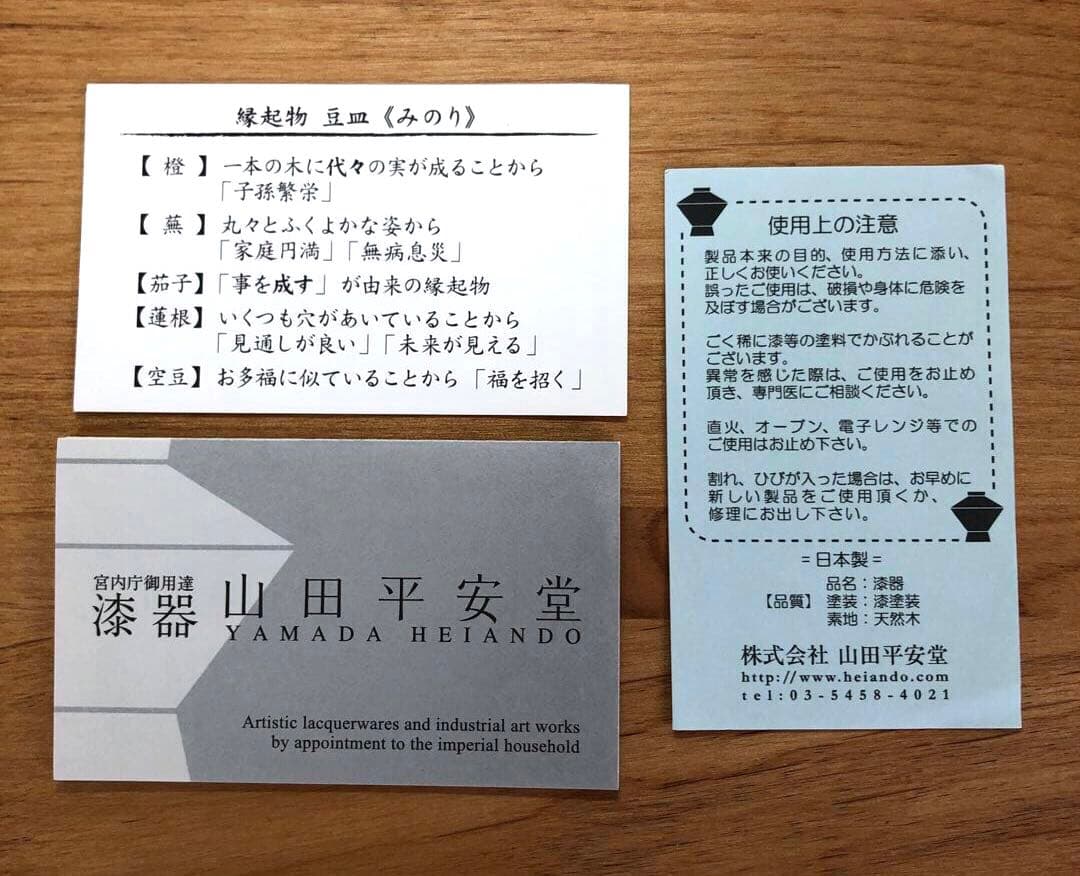 縁起物 豆皿《みのり》
【 橙 】一本の木に代々の実が成ることから
「子孫繁栄」
【 蕪 】丸々とふくよかな姿から
「家庭円満」「無病息災」
【茄子】「事を成す」が由来の縁起物
【蓮根】いくつも穴があいていることから
「見通しが良い」「未来が見える」
【空豆】お多福に似ていることから「福を招く」
宮内庁御用達
漆器 山田平安堂
YAMADA HEIANDO
Artistic lacquerwares and industrial art works
by appointment to the imperial household
使用上の注意
製品本来の目的、使用方法に添い、
正しくお使いください。
誤ったご使用は、破損や身体に危険を
及ぼす場合がございます。
ごく稀に漆等の塗料でかぶれることが
ございます。
異常を感じた際は、ご使用をお止め
頂き、専門医にご相談ください。
直火、オーブン、電子レンジ等での
ご使用はお止め下さい。
割れ、ひびが入った場合は、お早めに
新しい製品をご使用頂くか、
修理にお出し下さい。
=日本製=
品名：漆器
【品質】 塗装：漆塗装
素地：天然木
株式会社 山田平安堂
http://www.heiando.com
tel:03-5458-4021